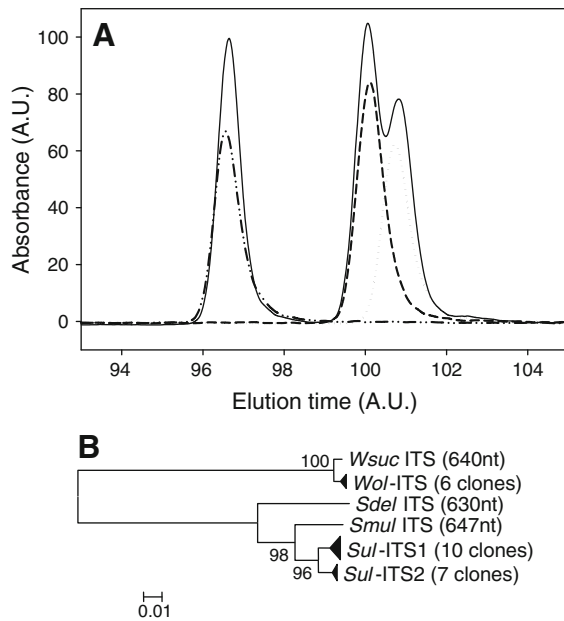 A
100
80
60
40
20
0
Absorbance (A.U.)
94 96 98 100 102 104
Elution time (A.U.)
B
100
Wsuc ITS (640nt)
Wol-ITS (6 clones)
Sdel ITS (630nt)
Smul ITS (647nt)
98
Sul-ITS1 (10 clones)
96
Sul-ITS2 (7 clones)
0.01